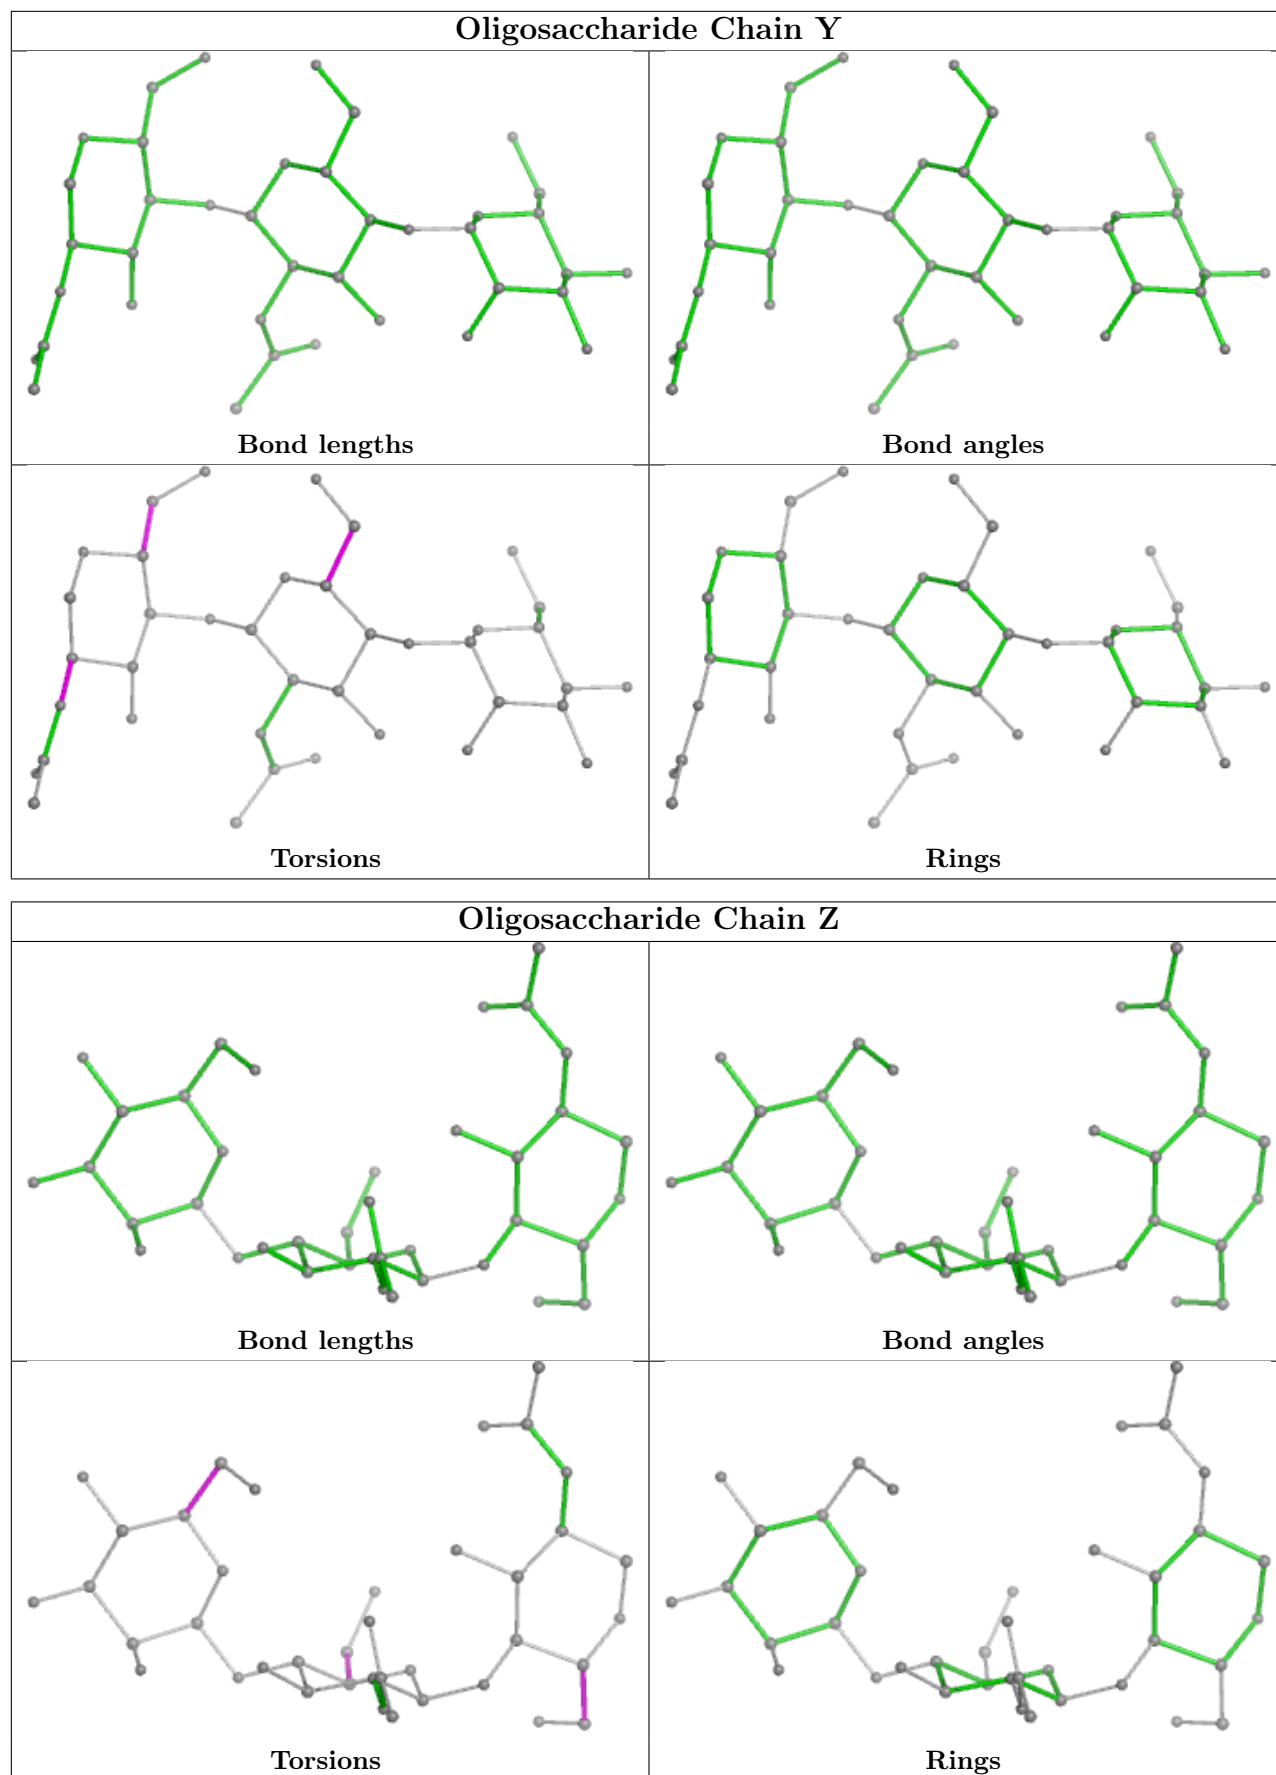 Oligosaccharide Chain Y
Bond lengths
Bond angles
Torsions
Rings
Oligosaccharide Chain Z
Bond lengths
Bond angles
Torsions
Rings